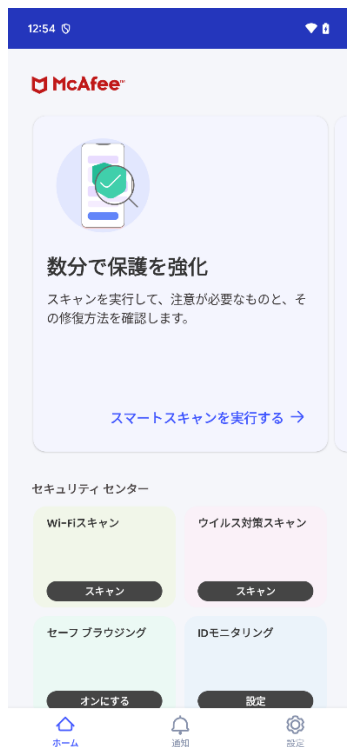 12:54
McAfee™
数分で保護を強化
スキャンを実行して、注意が必要なものと、そ
の修復方法を確認します。
スマートスキャンを実行する →
セキュリティ センター
Wi-Fiスキャン
ウイルス対策スキャン
スキャン
スキャン
セーフ ブラウジング
IDモニタリング
オンにする
設定
ホーム
通知
設定